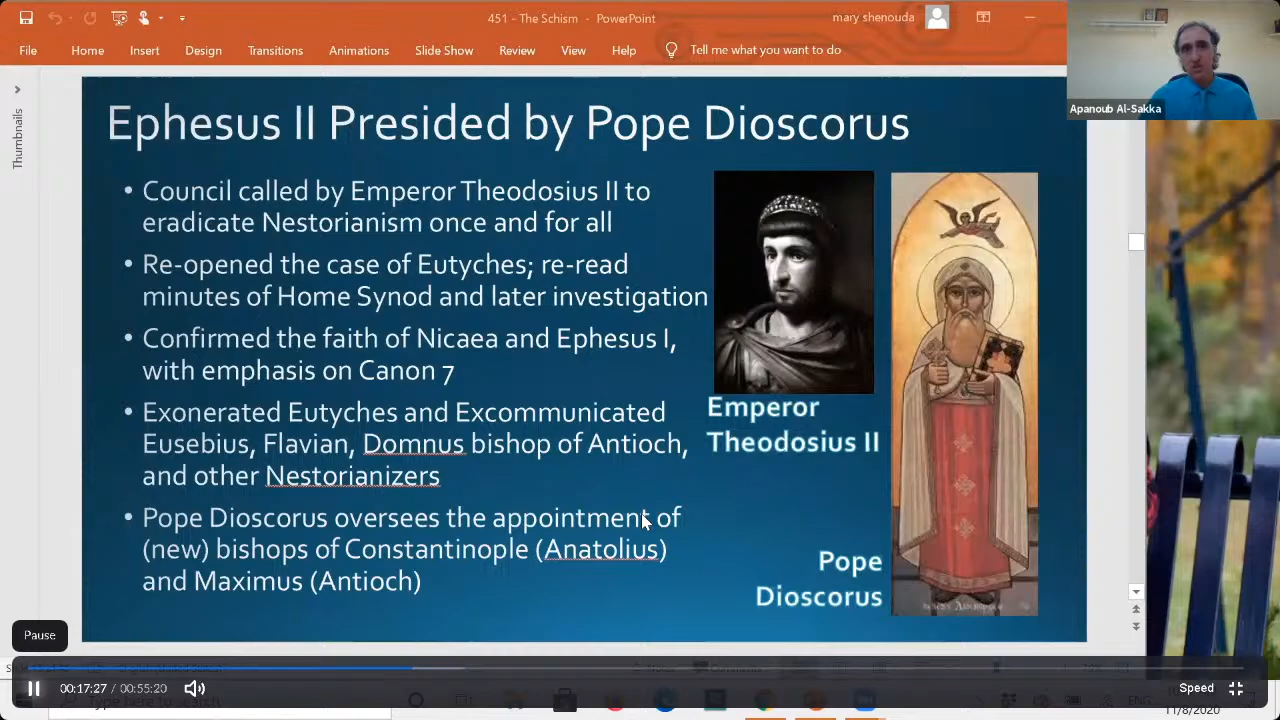 451 - The Schism - PowerPoint
mary shenouda
File Home Insert Design Transitions Animations Slide Show Review View Help Tell me what you want to do
Apanoub Al-Sakka
Thumbnails
Ephesus II Presided by Pope Dioscorus
• Council called by Emperor Theodosius II to
eradicate Nestorianism once and for all
• Re-opened the case of Eutyches; re-read
minutes of Home Synod and later investigation
• Confirmed the faith of Nicaea and Ephesus I,
with emphasis on Canon 7
• Exonerated Eutyches and Excommunicated
Eusebius, Flavian, Domnus bishop of Antioch,
and other Nestorianizers
• Pope Dioscorus oversees the appointment of
(new) bishops of Constantinople (Anatolius)
and Maximus (Antioch)
Emperor
Theodosius II
Pope
Dioscorus
Pause
00:17:27 / 00:55:20
Speed
ENG
11/8/2020